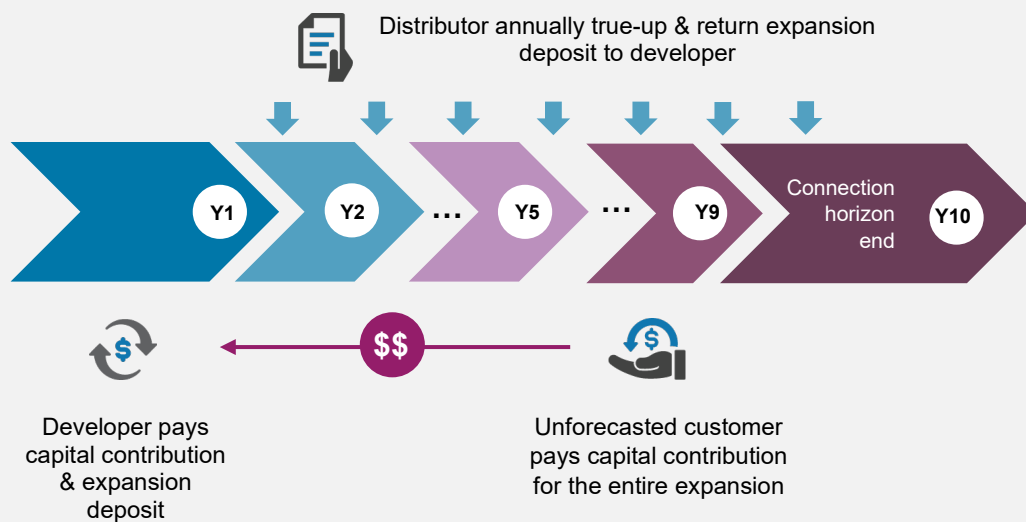 Distributor annually true-up & return expansion
deposit to developer
Y1
Y2
...
Y5
...
Y9
Connection
horizon
end
Y10
$
$$
$
Developer pays
capital contribution
& expansion
deposit
Unforecasted customer
pays capital contribution
for the entire expansion